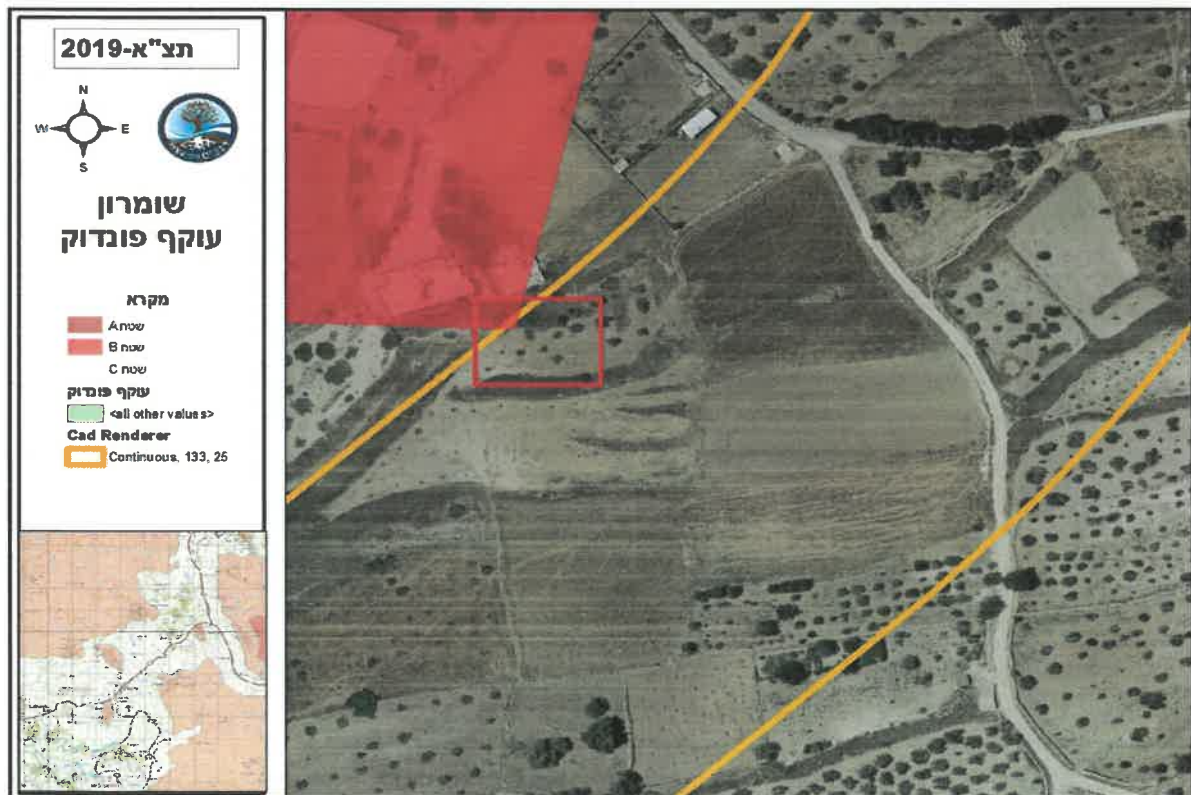 תצ"א-2019
N
W E
S
שומרון
עוקף פונדוק
מקרא
שטח A
שטח B
שטח C
עוקף פונדוק
<all other values>
Cad Renderer
Continuous, 133, 25